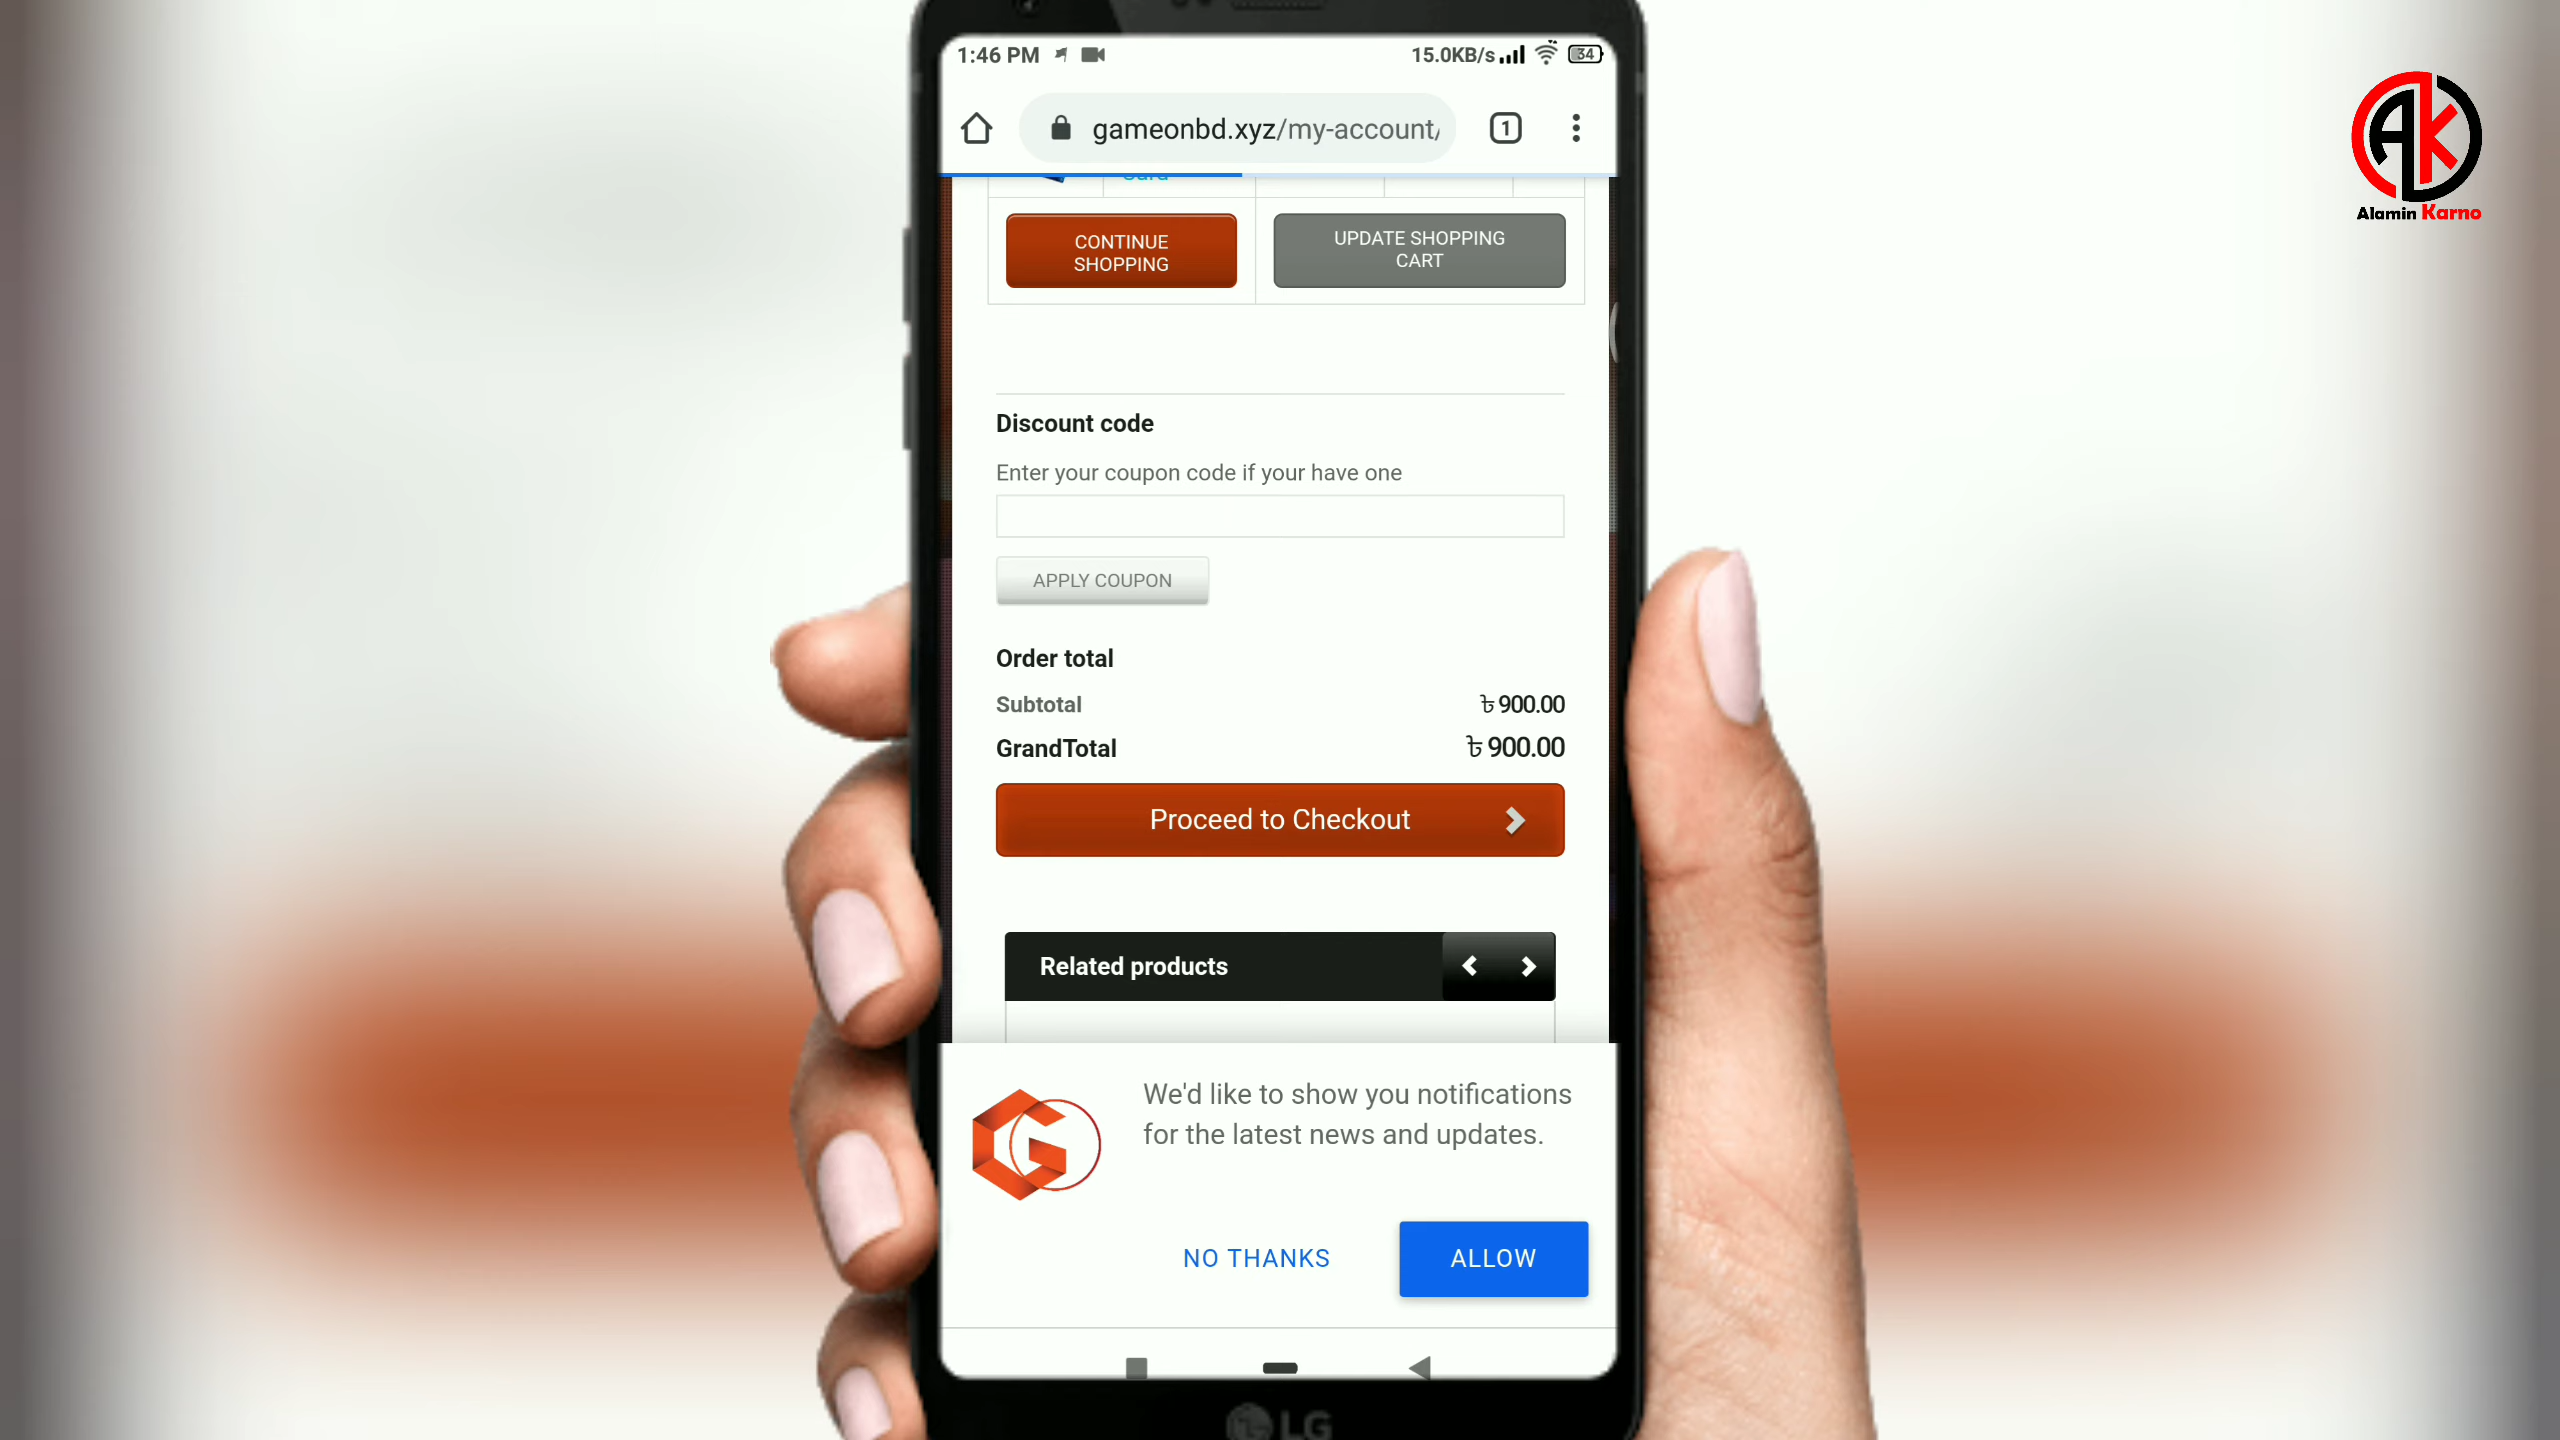 1:46 PM
15.0KB/s
34
gameonbd.xyz/my-account/
1
CONTINUE
SHOPPING
UPDATE SHOPPING
CART
Discount code
Enter your coupon code if your have one
APPLY COUPON
Order total
Subtotal ৳ 900.00
GrandTotal ৳ 900.00
Proceed to Checkout
Related products
We'd like to show you notifications
for the latest news and updates.
NO THANKS
ALLOW
LG
AK
Alamin Karno